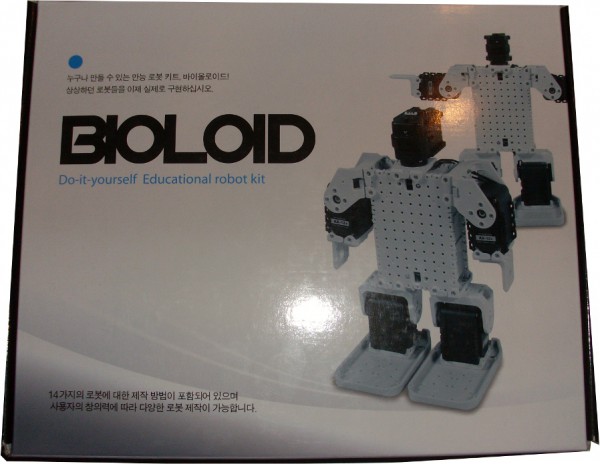 누구나 만들 수 있는 만능 로봇 키트, 바이올로이드!
상상하던 로봇들을 이제 실제로 구현하십시오.
BIOLOID
Do-it-yourself Educational robot kit
14가지의 로봇에 대한 제작 방법이 포함되어 있으며
사용자의 창의력에 따라 다양한 로봇 제작이 가능합니다.